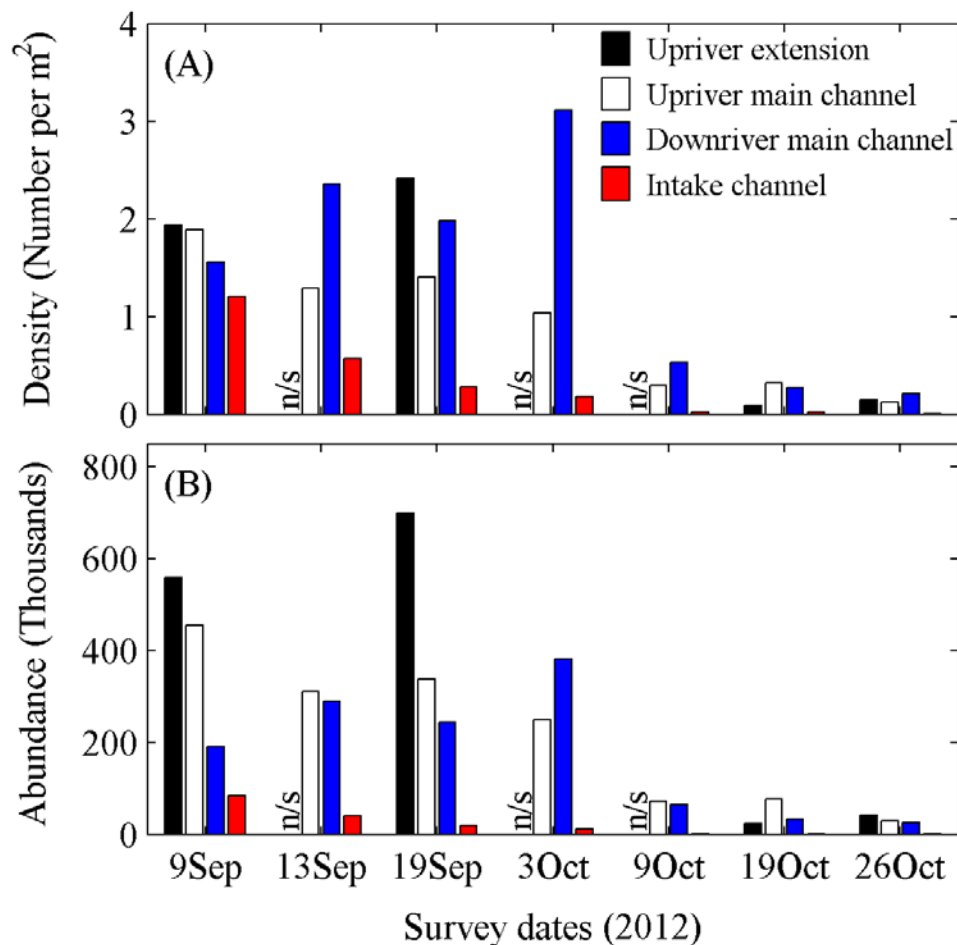 (A)
Upriver extension
Upriver main channel
Downriver main channel
Intake channel
Density (Number per m²)
4
3
2
1
0
n/s
n/s
n/s
(B)
Abundance (Thousands)
800
600
400
200
0
n/s
n/s
n/s
9Sep 13Sep 19Sep 3Oct 9Oct 19Oct 26Oct
Survey dates (2012)